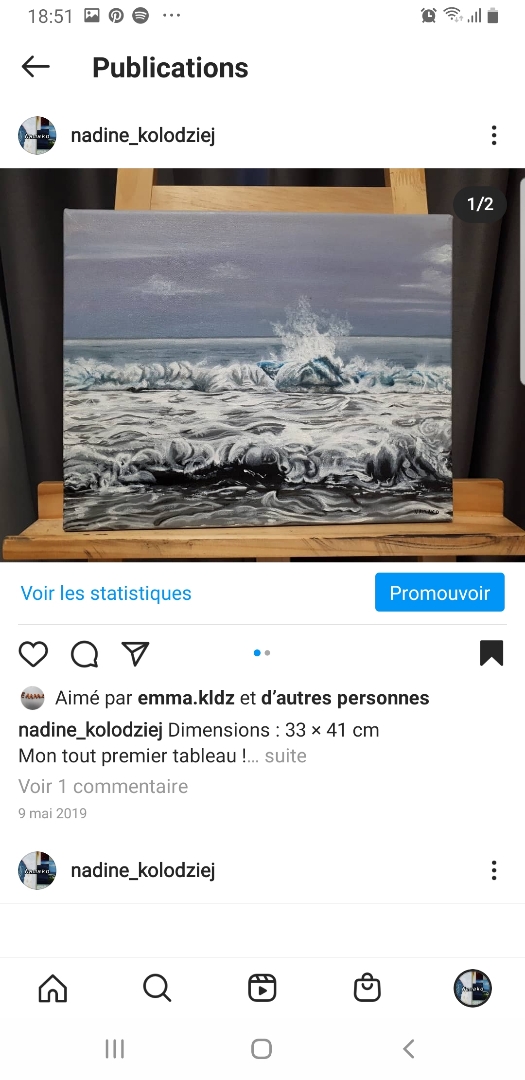 18:51
Publications
nadine_kolodziej
1/2
Voir les statistiques
Promouvoir
Aimé par emma.kldz et d'autres personnes
nadine_kolodziej Dimensions : 33 × 41 cm
Mon tout premier tableau !... suite
Voir 1 commentaire
9 mai 2019
nadine_kolodziej